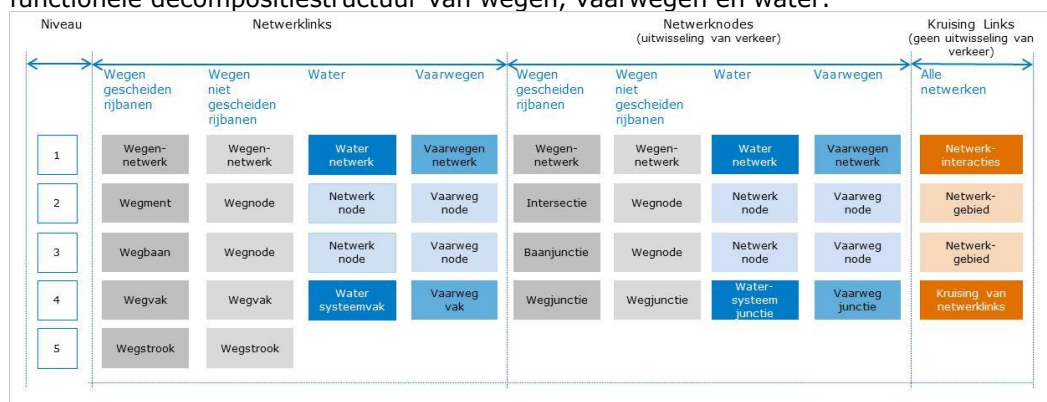 functionele decompositiestructuur van wegen, vaarwegen en water:
Niveau
Netwerklinks
Netwerknodes
(uitwisseling van verkeer)
Kruising Links
(geen uitwisseling van
verkeer)
Wegen
gescheiden
rijbanen
Wegen
niet
gescheiden
rijbanen
Water
Vaarwegen
Wegen
gescheiden
rijbanen
Wegen
niet
gescheiden
rijbanen
Water
Vaarwegen
Alle
netwerken
1
Wegen-
netwerk
Wegen-
netwerk
Water
netwerk
Vaarwegen
netwerk
Wegen-
netwerk
Wegen-
netwerk
Water
netwerk
Vaarwegen
netwerk
Netwerk-
interacties
2
Wegment
Wegnode
Netwerk
node
Vaarweg
node
Intersectie
Wegnode
Netwerk
node
Vaarweg
node
Netwerk-
gebied
3
Wegbaan
Wegnode
Netwerk
node
Vaarweg
node
Baanjunctie
Wegnode
Netwerk
node
Vaarweg
node
Netwerk-
gebied
4
Wegvak
Wegvak
Water
systeemvak
Vaarweg
vak
Wegjunctie
Wegjunctie
Water-
systeem
junctie
Vaarweg
junctie
Kruising van
netwerklinks
5
Wegstrook
Wegstrook